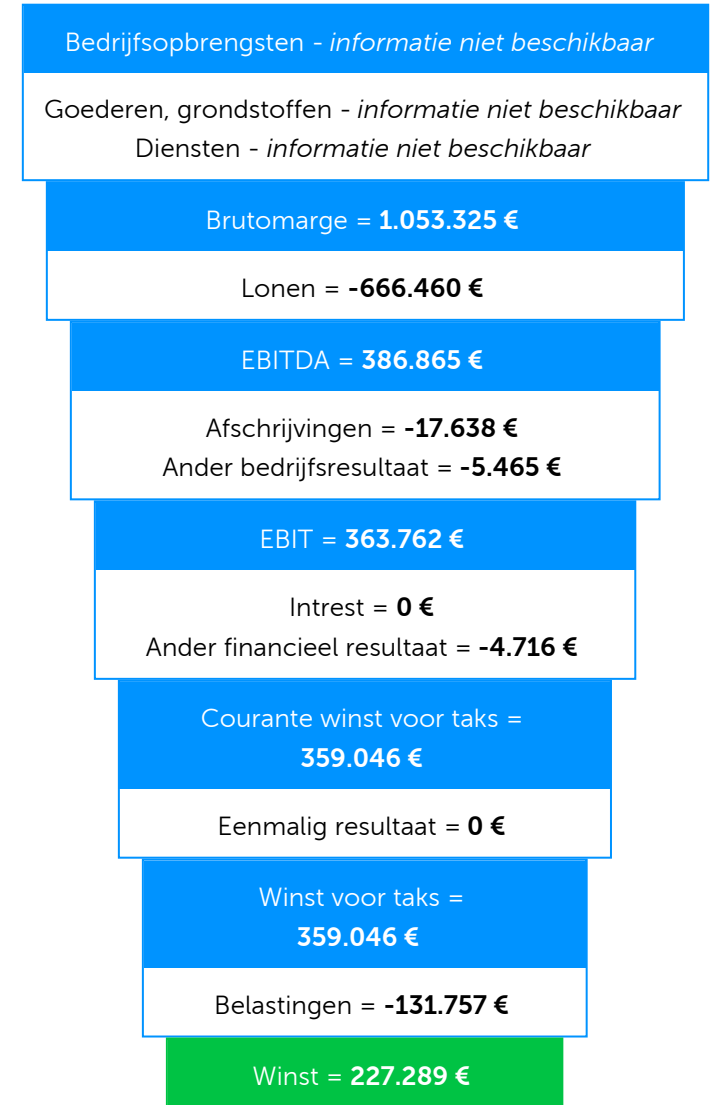 Bedrijfsopbrengsten - informatie niet beschikbaar
Goederen, grondstoffen - informatie niet beschikbaar
Diensten - informatie niet beschikbaar
Brutomarge = 1.053.325 €
Lonen = -666.460 €
EBITDA = 386.865 €
Afschrijvingen = -17.638 €
Ander bedrijfsresultaat = -5.465 €
EBIT = 363.762 €
Intrest = 0 €
Ander financieel resultaat = -4.716 €
Courante winst voor taks =
359.046 €
Eenmalig resultaat = 0 €
Winst voor taks =
359.046 €
Belastingen = -131.757 €
Winst = 227.289 €